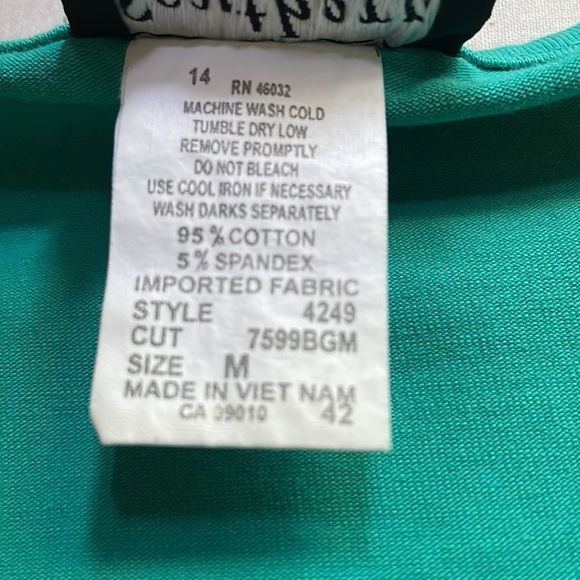 14 RN 46032
MACHINE WASH COLD
TUMBLE DRY LOW
REMOVE PROMPTLY
DO NOT BLEACH
USE COOL IRON IF NECESSARY
WASH DARKS SEPARATELY
95 % COTTON
5 % SPANDEX
IMPORTED FABRIC
STYLE 4249
CUT 7599BGM
SIZE M
MADE IN VIET NAM
CA 09010 42